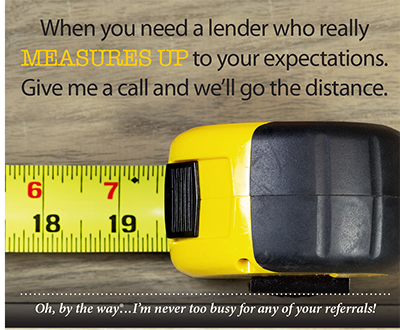 When you need a lender who really
MEASURES UP to your expectations.
Give me a call and we'll go the distance.
6 7
18 19
Oh, by the way®...I'm never too busy for any of your referrals!